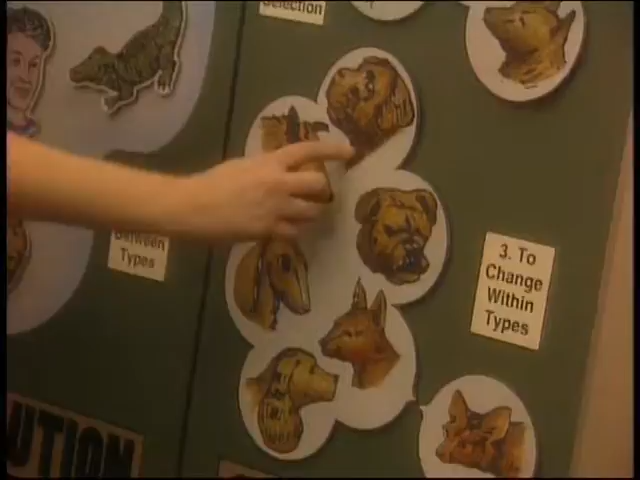 Selection
Between
Types
3. To
Change
Within
Types
UTION